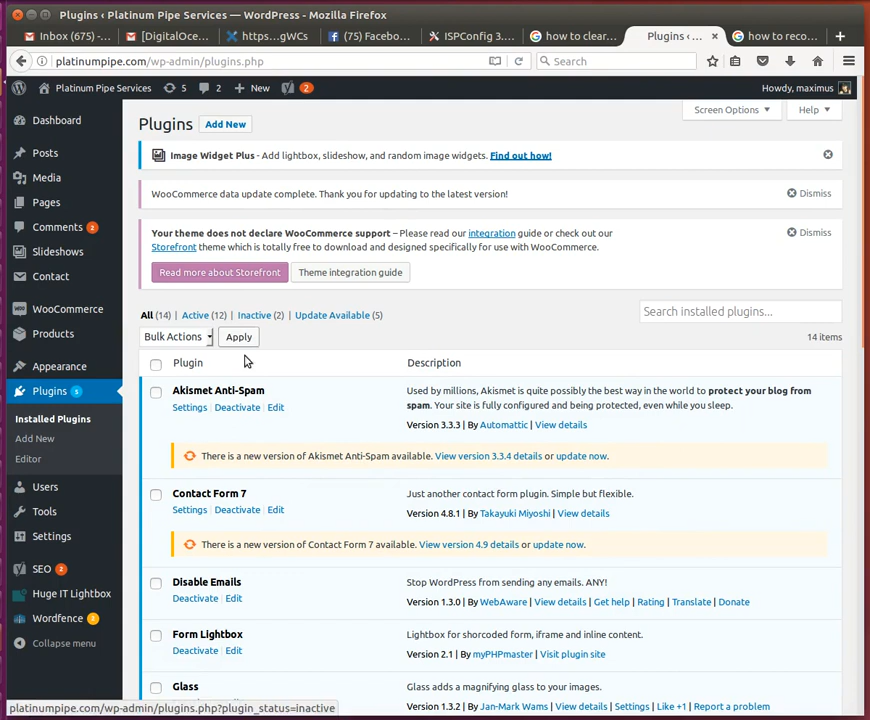 Plugins ‹ Platinum Pipe Services — WordPress - Mozilla Firefox
Inbox (675) -...
[DigitalOce...
https...gWCs
(75) Facebo...
ISPConfig 3....
how to clear...
Plugins ‹ ...
how to reco...
platinumpipe.com/wp-admin/plugins.php
Search
Platinum Pipe Services
5
2
New
2
Howdy, maximus
Screen Options
Help
Dashboard
Posts
Media
Pages
Comments 2
Slideshows
Contact
WooCommerce
Products
Appearance
Plugins 5
Installed Plugins
Add New
Editor
Users
Tools
Settings
SEO 2
Huge IT Lightbox
Wordfence 3
Collapse menu
Plugins
Add New
Image Widget Plus - Add lightbox, slideshow, and random image widgets. Find out how!
WooCommerce data update complete. Thank you for updating to the latest version!
Dismiss
Your theme does not declare WooCommerce support – Please read our integration guide or check out our
Storefront theme which is totally free to download and designed specifically for use with WooCommerce.
Dismiss
Read more about Storefront
Theme integration guide
All (14) | Active (12) | Inactive (2) | Update Available (5)
Search installed plugins...
Bulk Actions
Apply
14 items
Plugin
Description
Akismet Anti-Spam
Settings | Deactivate | Edit
Used by millions, Akismet is quite possibly the best way in the world to protect your blog from
spam. Your site is fully configured and being protected, even while you sleep.
Version 3.3.3 | By Automattic | View details
There is a new version of Akismet Anti-Spam available. View version 3.3.4 details or update now.
Contact Form 7
Settings | Deactivate | Edit
Just another contact form plugin. Simple but flexible.
Version 4.8.1 | By Takayuki Miyoshi | View details
There is a new version of Contact Form 7 available. View version 4.9 details or update now.
Disable Emails
Deactivate | Edit
Stop WordPress from sending any emails. ANY!
Version 1.3.0 | By WebAware | View details | Get help | Rating | Translate | Donate
Form Lightbox
Deactivate | Edit
Lightbox for shorcoded form, iframe and inline content.
Version 2.1 | By myPHPmaster | Visit plugin site
Glass
Glass adds a magnifying glass to your images.
Version 1.3.2 | By Jan-Mark Wams | View details | Settings | Like +1 | Report a problem
platinumpipe.com/wp-admin/plugins.php?plugin_status=inactive